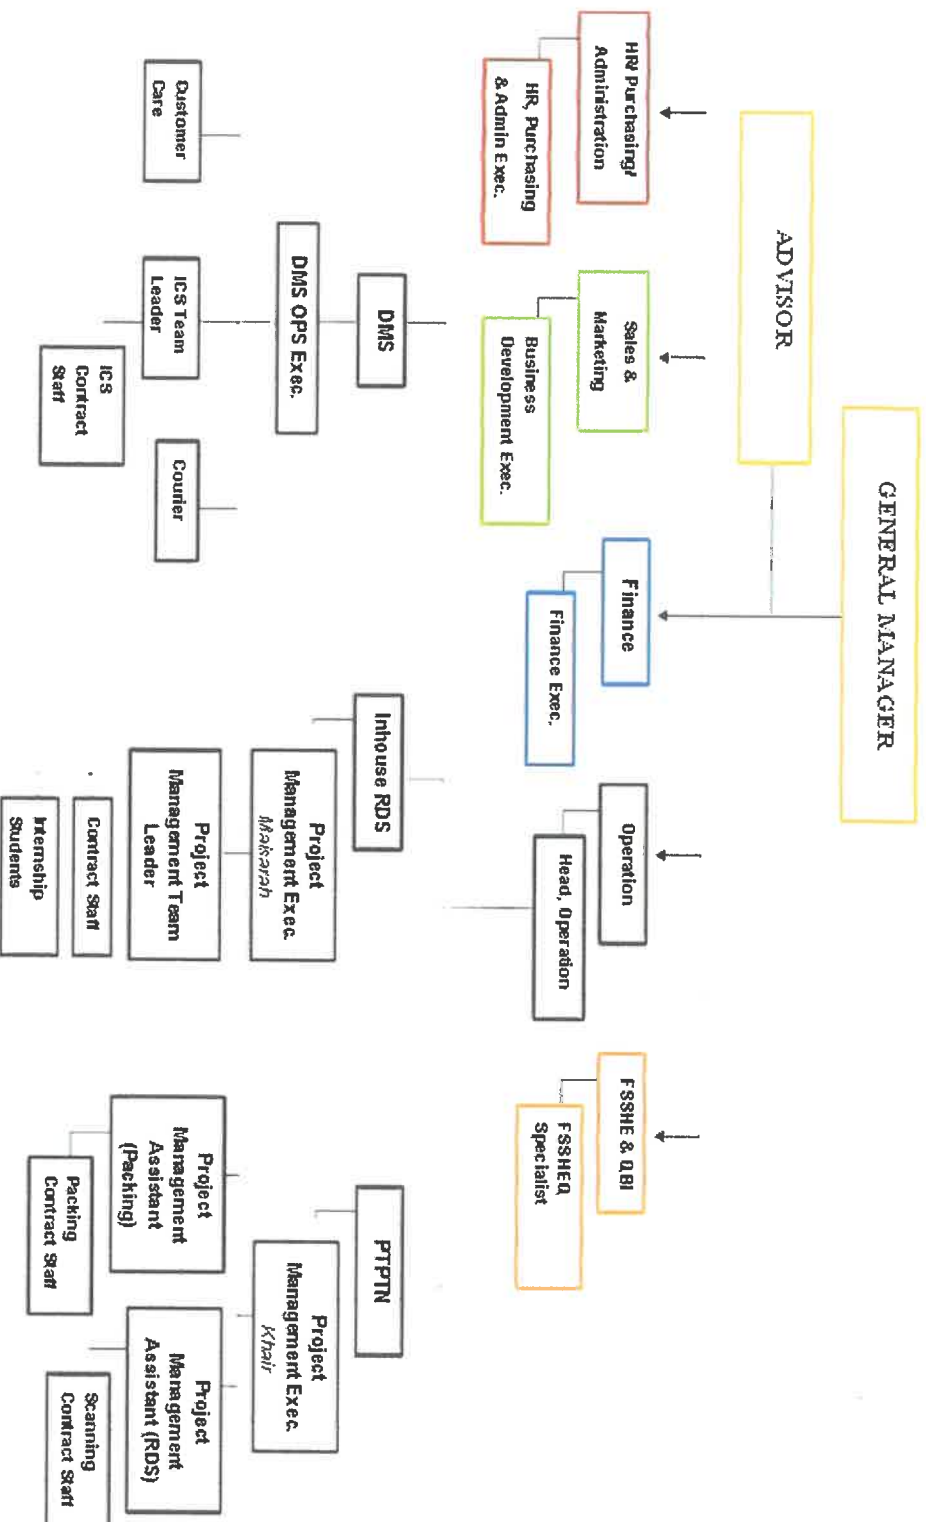 GENERAL MANAGER
ADVISOR
HR/ Purchasing/
Administration
HR, Purchasing
& Admin Exec.
Sales &
Marketing
Business
Development Exec.
Finance
Finance Exec.
Operation
Head, Operation
FSSHE & QBI
FSSHEQ
Specialist
DMS
DMS OPS Exec.
Customer
Care
ICS Team
Leader
ICS
Contract
Staff
Courier
Inhouse RDS
Project
Management Exec.
Maisarah
Project
Management Team
Leader
Contract Staff
Internship
Students
PTPTN
Project
Management Exec.
Khair
Project
Management
Assistant
(Packing)
Packing
Contract Staff
Project
Management
Assistant (RDS)
Scanning
Contract Staff